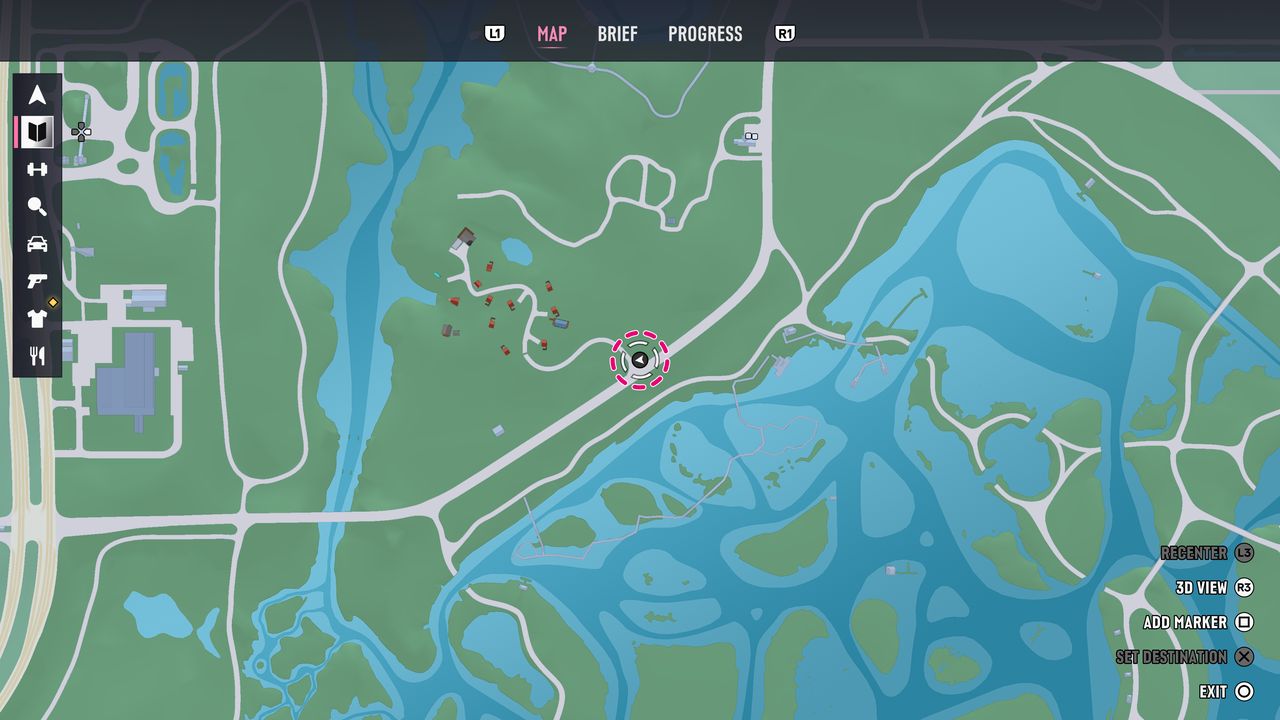 L1 MAP BRIEF PROGRESS R1
RECENTER L3
3D VIEW R3
ADD MARKER
SET DESTINATION
EXIT